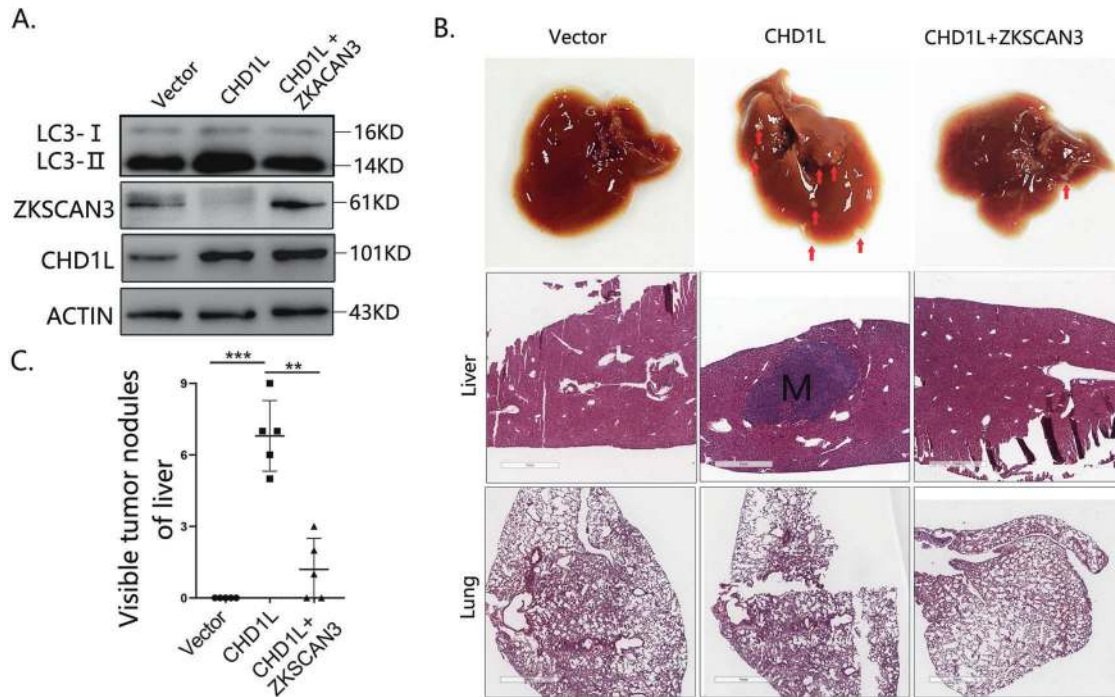 A.
Vector
CHD1L
CHD1L +
ZKACAN3
LC3-Ⅰ
16KD
LC3-Ⅱ
14KD
ZKSCAN3
61KD
CHD1L
101KD
ACTIN
43KD
B.
Vector
CHD1L
CHD1L+ZKSCAN3
Liver
M
Lung
C.
***
**
Visible tumor nodes
of liver
9
6
3
0
Vector
CHD1L
CHD1L+
ZKSCAN3